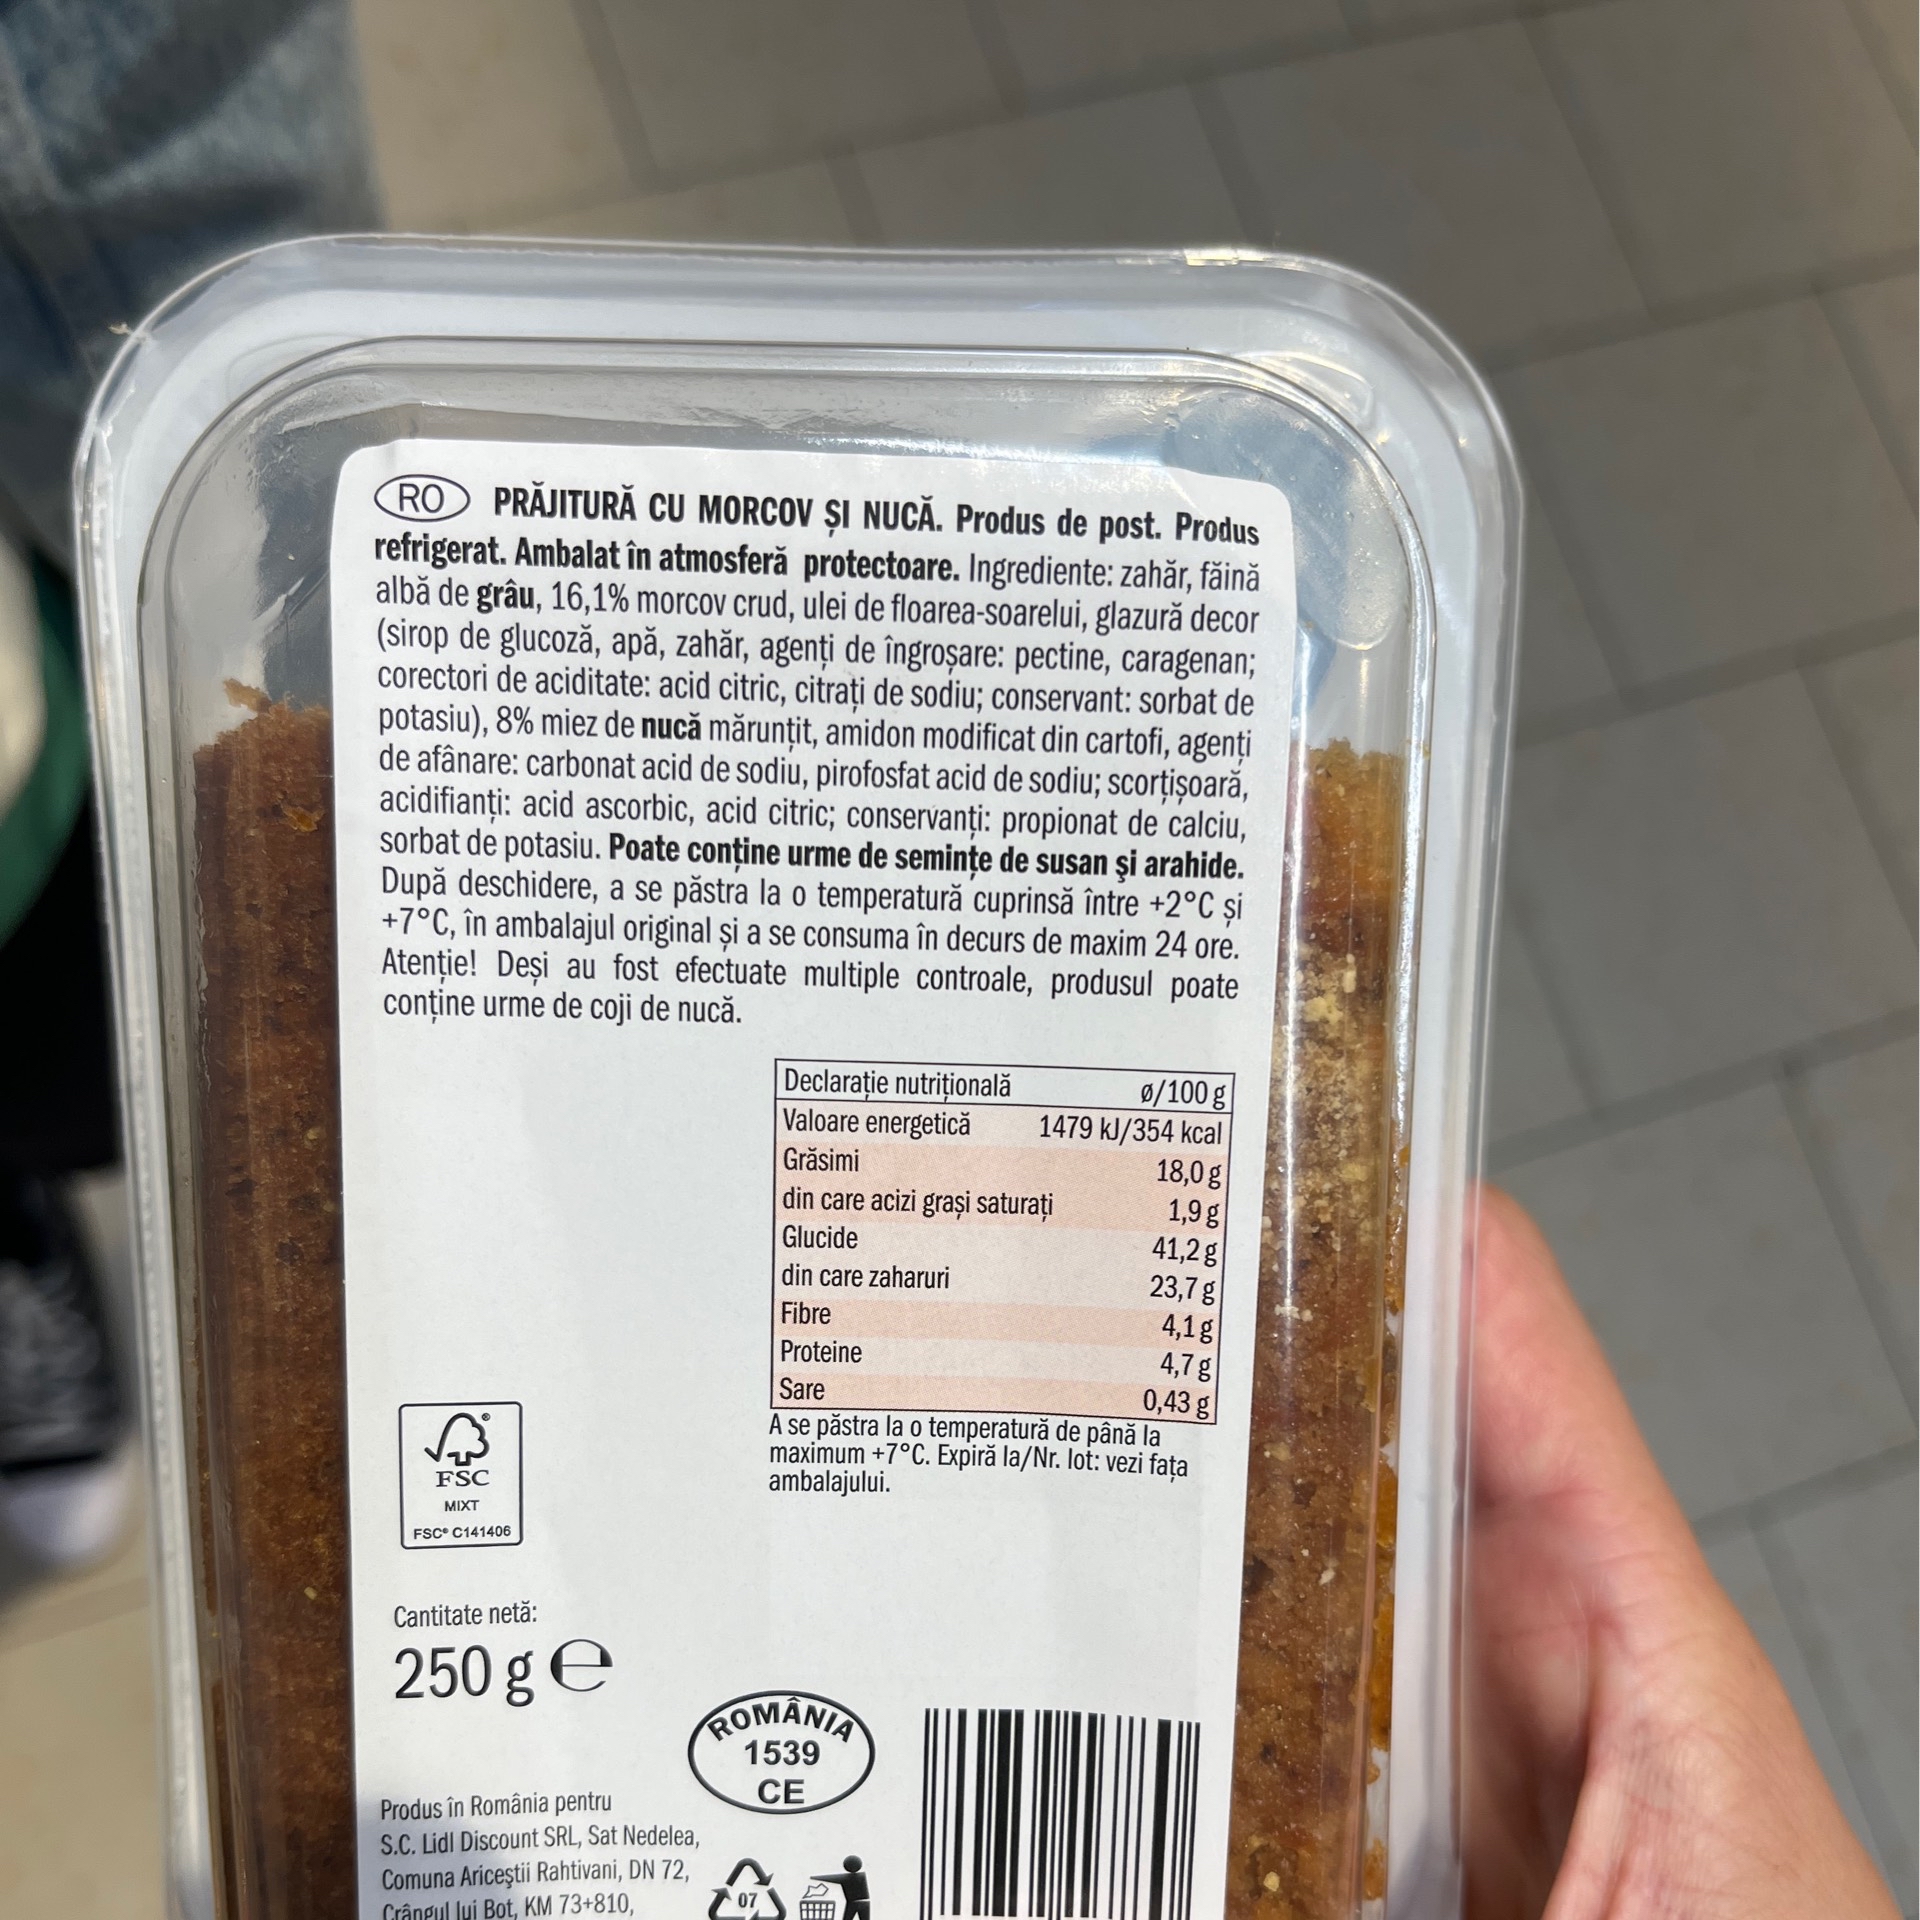 RO PRĂJITURĂ CU MORCOV ȘI NUCĂ. Produs de post. Produs
refrigerat. Ambalat în atmosferă protectoare. Ingrediente: zahăr, făină
albă de grâu, 16,1% morcov crud, ulei de floarea-soarelui, glazură decor
(sirop de glucoză, apă, zahăr, agenți de îngroșare: pectine, caragenan;
corectori de aciditate: acid citric, citrați de sodiu; conservant: sorbat de
potasiu), 8% miez de nucă mărunțit, amidon modificat din cartofi, agenți
de afânare: carbonat acid de sodiu, pirofosfat acid de sodiu; scorțișoară,
acidifianți: acid ascorbic, acid citric; conservanți: propionat de calciu,
sorbat de potasiu. Poate conține urme de semințe de susan și arahide.
După deschidere, a se păstra la o temperatură cuprinsă între +2°C și
+7°C, în ambalajul original și a se consuma în decurs de maxim 24 ore.
Atenție! Deși au fost efectuate multiple controale, produsul poate
conține urme de coji de nucă.
Declarație nutrițională ø/100 g
Valoare energetică 1479 kJ/354 kcal
Grăsimi 18,0 g
din care acizi grași saturați 1,9 g
Glucide 41,2 g
din care zaharuri 23,7 g
Fibre 4,1 g
Proteine 4,7 g
Sare 0,43 g
A se păstra la o temperatură de până la
maximum +7°C. Expiră la/Nr. lot: vezi fața
ambalajului.
FSC
MIXT
FSC® C141406
Cantitate netă:
250 g e
ROMÂNIA
1539
CE
Produs în România pentru
S.C. Lidl Discount SRL, Sat Nedelea,
Comuna Ariceștii Rahtivani, DN 72,
Crângul lui Bot, KM 73+810,
07